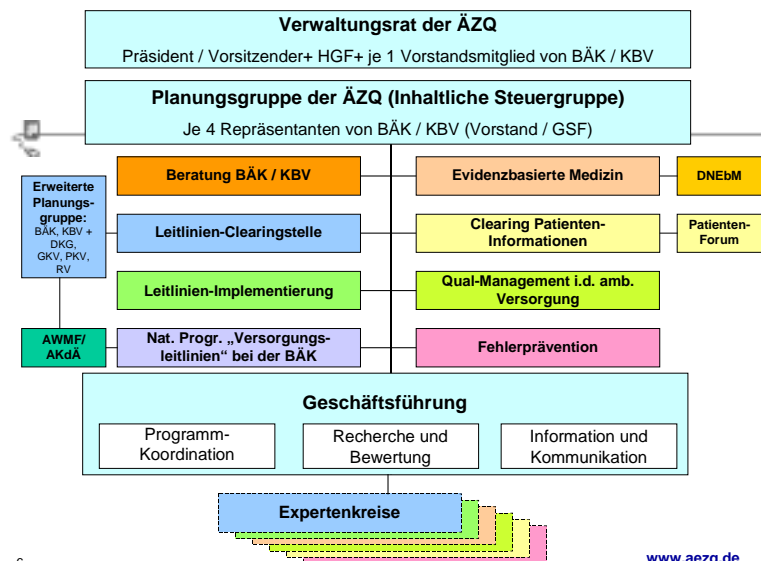 Verwaltungsrat der ÄZQ
Präsident / Vorsitzender+ HGF+ je 1 Vorstandsmitglied von BÄK / KBV
Planungsgruppe der ÄZQ (Inhaltliche Steuergruppe)
Je 4 Repräsentanten von BÄK / KBV (Vorstand / GSF)
Beratung BÄK / KBV
Evidenzbasierte Medizin
DNEbM
Erweiterte
Planungs-
gruppe:
BÄK, KBV +
DKG,
GKV, PKV,
RV
Leitlinien-Clearingstelle
Clearing Patienten-
Informationen
Patienten-
Forum
Leitlinien-Implementierung
Qual-Management i.d. amb.
Versorgung
AWMF/
AKdÄ
Nat. Progr. „Versorgungs-
leitlinien“ bei der BÄK
Fehlerprävention
Geschäftsführung
Programm-
Koordination
Recherche und
Bewertung
Information und
Kommunikation
Expertenkreise
www.aezq.de